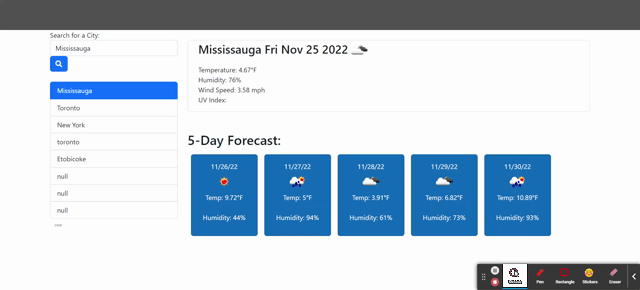 Search for a City:
Mississauga
Mississauga
Toronto
New York
toronto
Etobicoke
null
null
null
Mississauga Fri Nov 25 2022
Temperature: 4.67°F
Humidity: 76%
Wind Speed: 3.58 mph
UV Index:
5-Day Forecast:
11/26/22
Temp: 9.72°F
Humidity: 44%
11/27/22
Temp: 5°F
Humidity: 94%
11/28/22
Temp: 3.91°F
Humidity: 61%
11/29/22
Temp: 6.82°F
Humidity: 73%
11/30/22
Temp: 10.89°F
Humidity: 93%
Pen
Rectangle
Stickers
Eraser